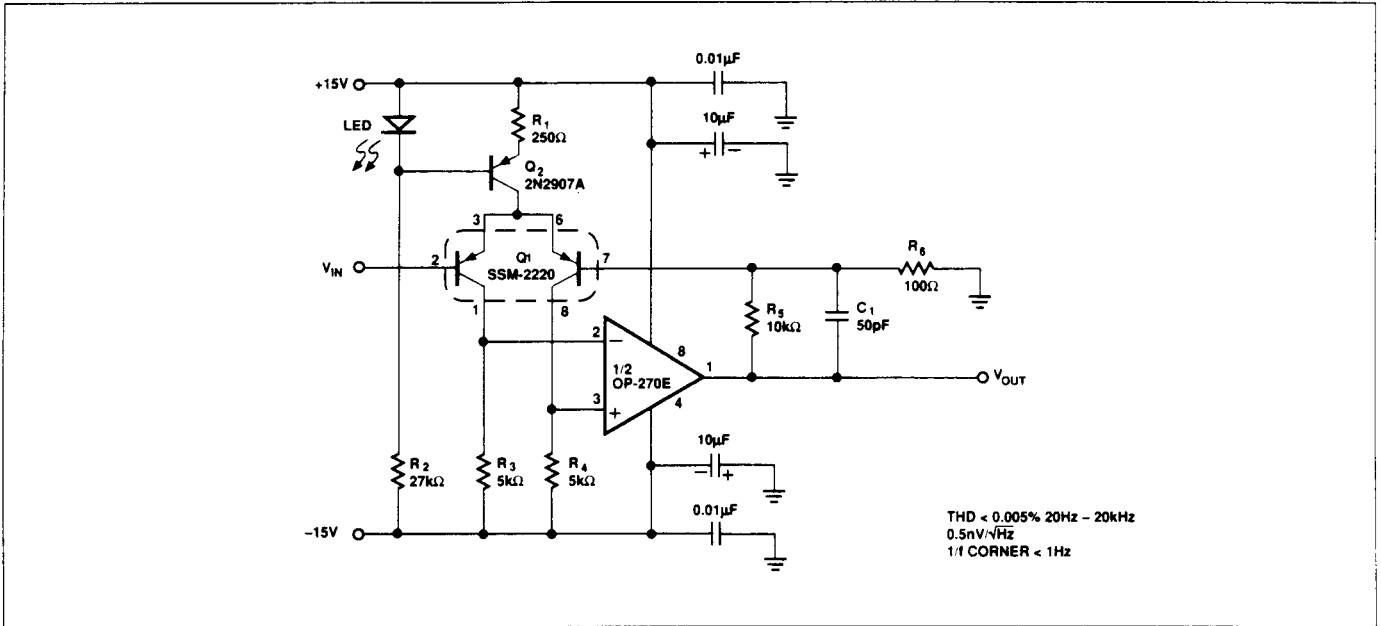 0.01µF
+15V
10µF
LED
R1
250Ω
+ −
Q2
2N2907A
3 6
VIN
2
Q1
SSM-2220
7
R6
100Ω
1 8
R5
10kΩ
C1
50pF
2 −
8
1/2
OP-270E
1
VOUT
3 +
4
10µF
− +
R2
27kΩ
R3
5kΩ
R4
5kΩ
0.01µF
−15V
THD < 0.005% 20Hz – 20kHz
0.5nV/√Hz
1/f CORNER < 1Hz